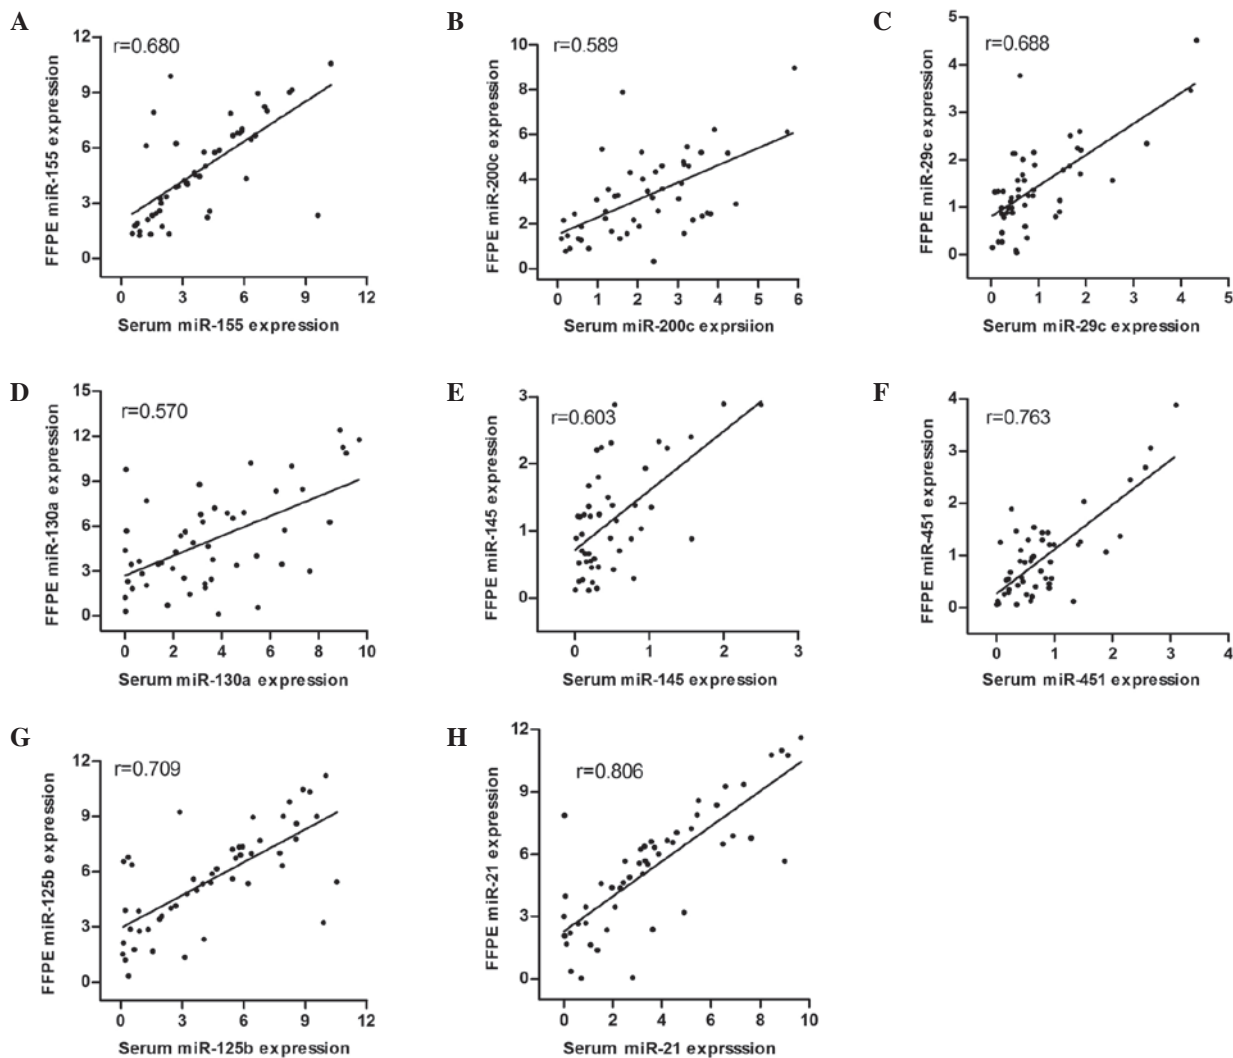 A
r=0.680
FFPE miR-155 expression
12
9
6
3
0
0 3 6 9 12
Serum miR-155 expression
B
r=0.589
FFPE miR-200c expression
10
8
6
4
2
0
0 1 2 3 4 5 6
Serum miR-200c exprsiion
C
r=0.688
FFPE miR-29c expression
5
4
3
2
1
0
0 1 2 3 4 5
Serum miR-29c expression
D
r=0.570
FFPE miR-130a expression
15
12
9
6
3
0
0 2 4 6 8 10
Serum miR-130a expression
E
r=0.603
FFPE miR-145 expression
3
2
1
0
0 1 2 3
Serum miR-145 expression
F
r=0.763
FFPE miR-451 expression
4
3
2
1
0
0 1 2 3 4
Serum miR-451 expression
G
r=0.709
FFPE miR-125b expression
12
9
6
3
0
0 3 6 9 12
Serum miR-125b expression
H
r=0.806
FFPE miR-21 expression
12
9
6
3
0
0 2 4 6 8 10
Serum miR-21 exprsssion